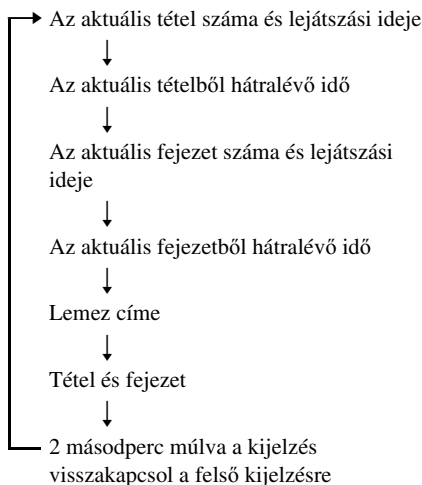 Az aktuális tétel száma és lejátszási ideje
Az aktuális tételből hátralévő idő
Az aktuális fejezet száma és lejátszási
ideje
Az aktuális fejezetből hátralévő idő
Lemez címe
Tétel és fejezet
2 másodperc múlva a kijelzés
visszakapcsol a felső kijelzésre